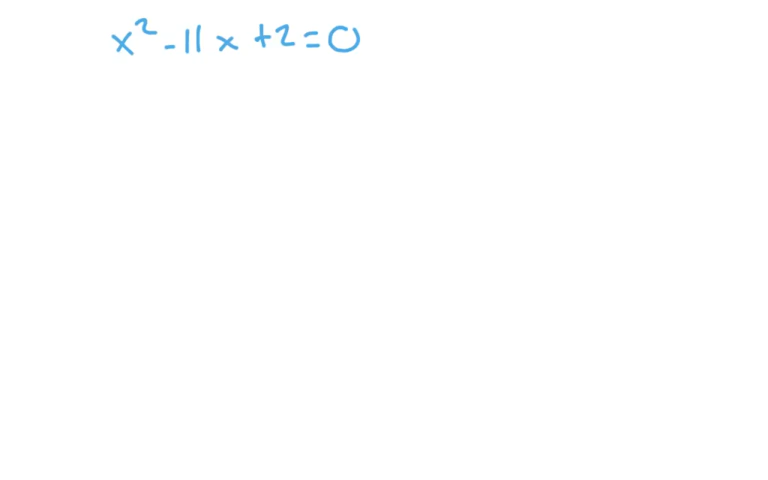 x² - 11x + 2 = 0